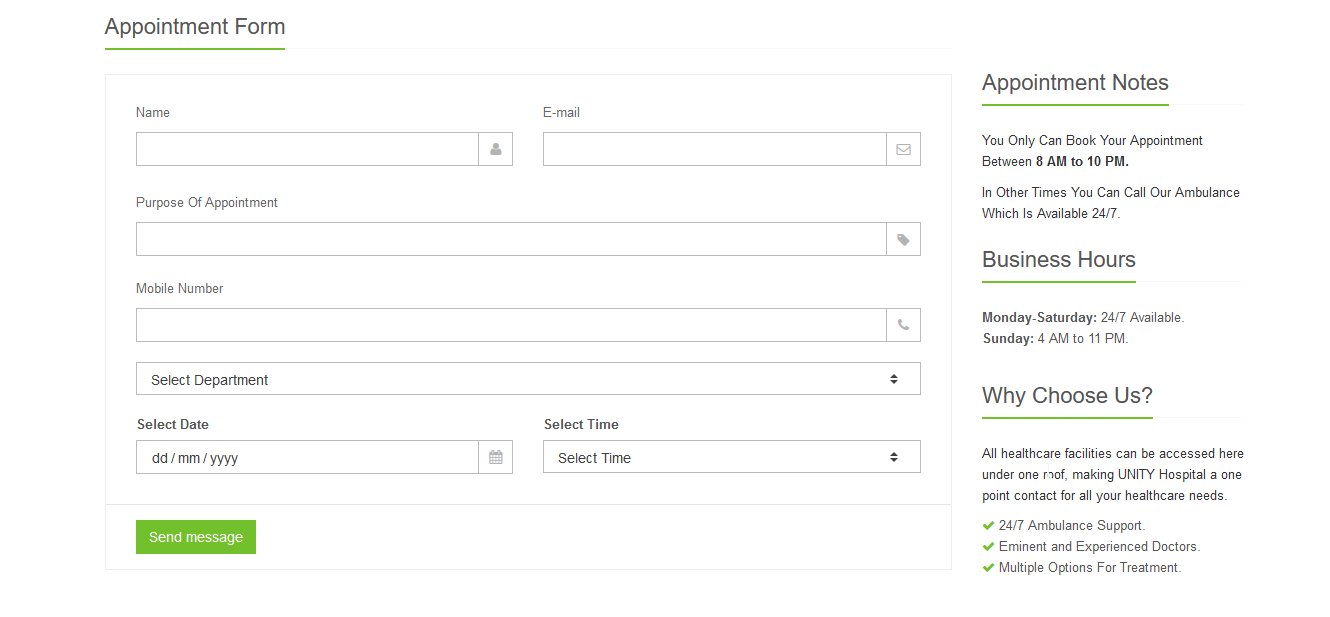 Appointment Form
Name
E-mail
Purpose Of Appointment
Mobile Number
Select Department
Select Date
Select Time
dd / mm / yyyy
Select Time
Send message
Appointment Notes
You Only Can Book Your Appointment
Between 8 AM to 10 PM.
In Other Times You Can Call Our Ambulance
Which Is Available 24/7.
Business Hours
Monday-Saturday: 24/7 Available.
Sunday: 4 AM to 11 PM.
Why Choose Us?
All healthcare facilities can be accessed here
under one roof, making UNITY Hospital a one
point contact for all your healthcare needs.
24/7 Ambulance Support.
Eminent and Experienced Doctors.
Multiple Options For Treatment.